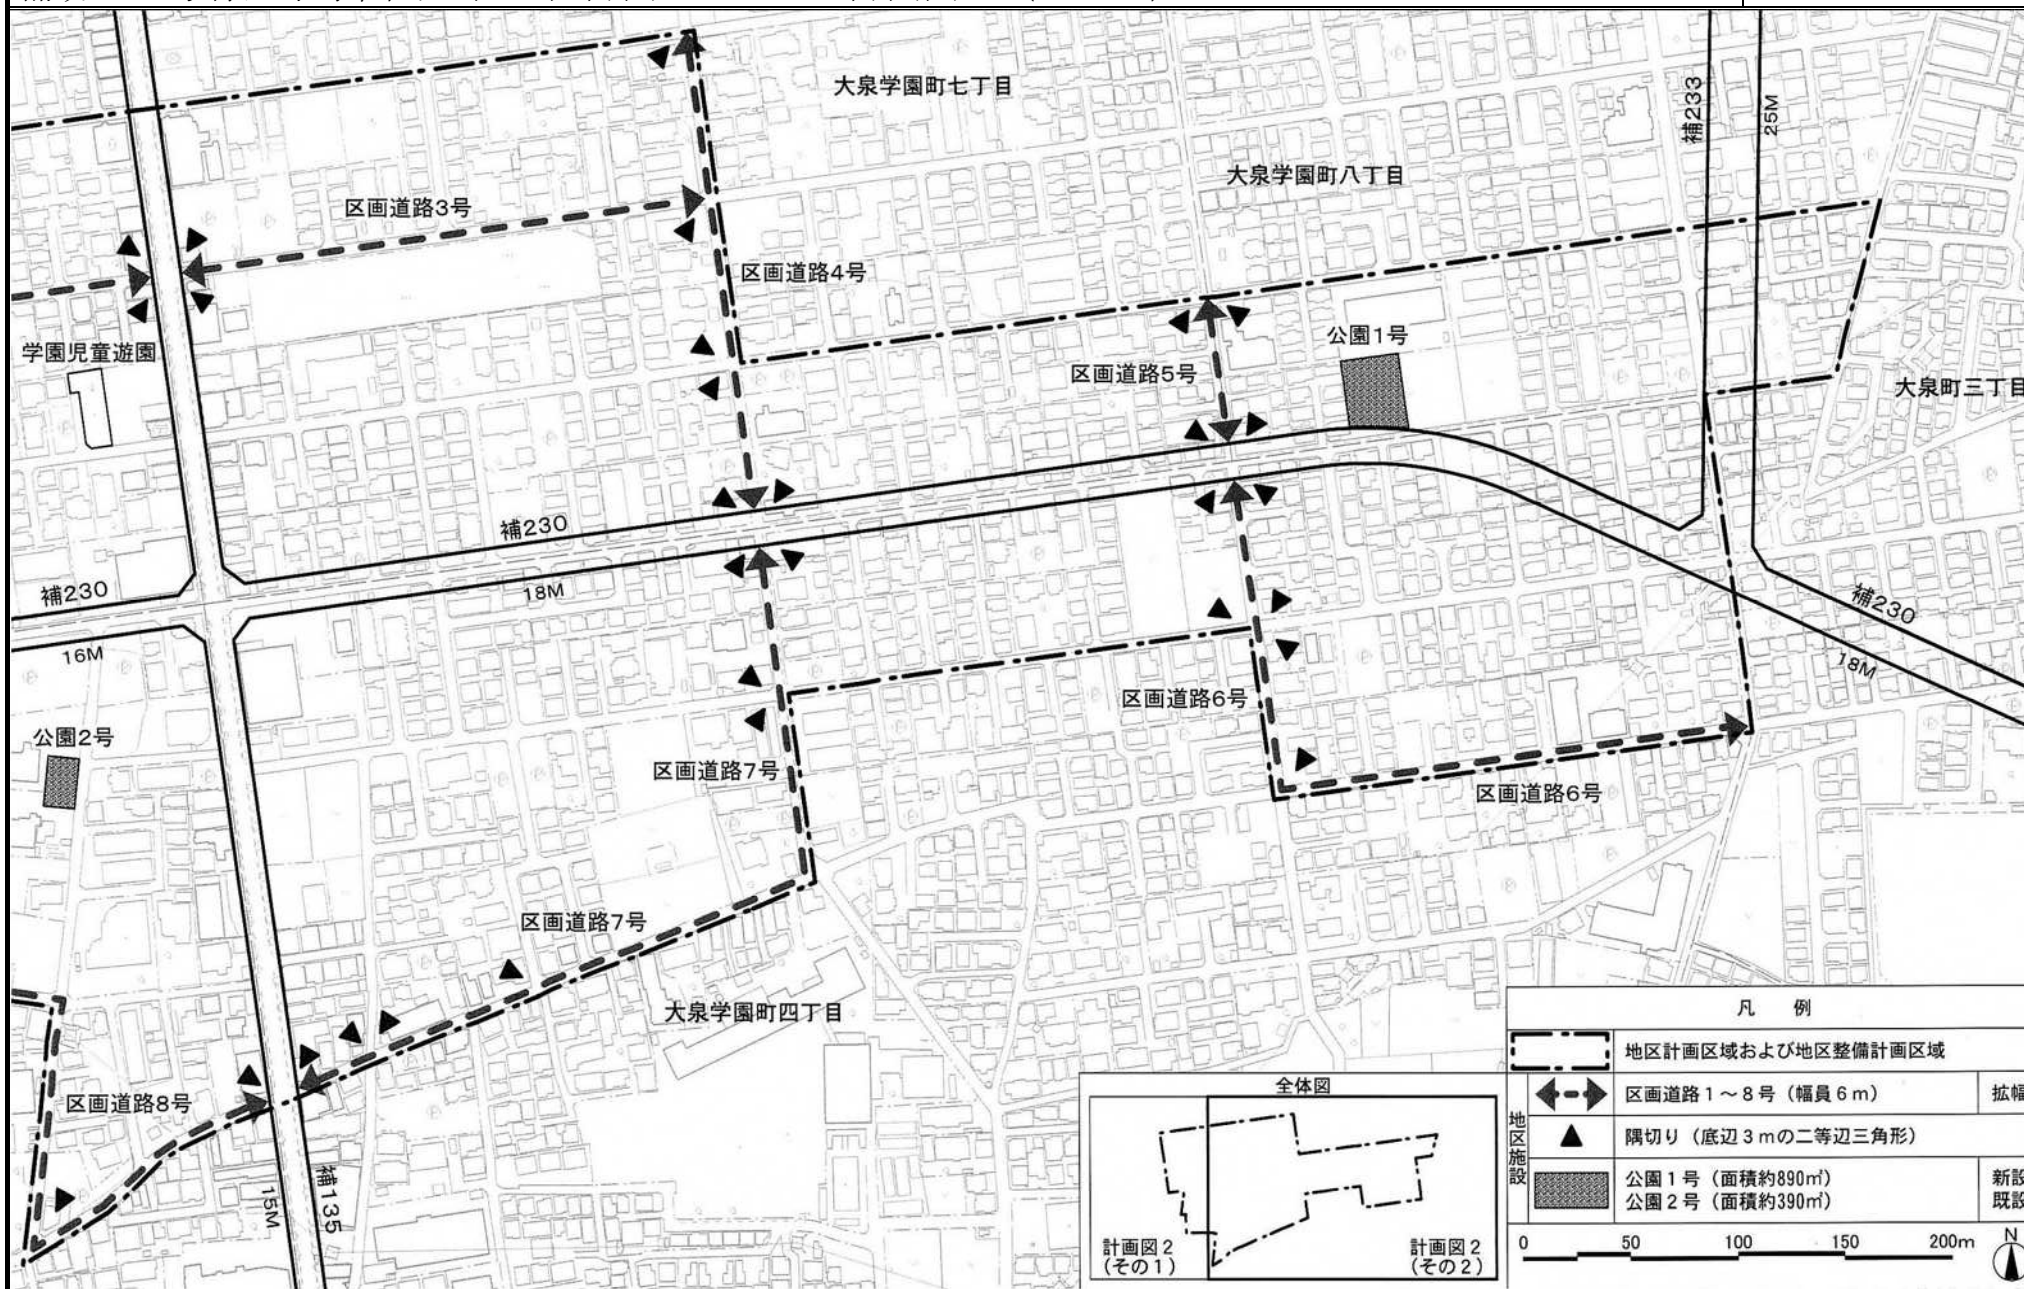 大泉学園町七丁目
補233
25M
大泉学園町八丁目
区画道路3号
区画道路4号
学園児童遊園
公園1号
区画道路5号
大泉町三丁目
補230
補230
18M
補230
16M
18M
区画道路6号
公園2号
区画道路7号
区画道路6号
区画道路7号
大泉学園町四丁目
区画道路8号
15M
補135
全体図
計画図2
(その1)
計画図2
(その2)
凡 例
地区計画区域および地区整備計画区域
地区施設
区画道路1～8号（幅員6m） 拡幅
隅切り（底辺3mの二等辺三角形）
公園1号（面積約890㎡） 新設
公園2号（面積約390㎡） 既設
0 50 100 150 200m
N